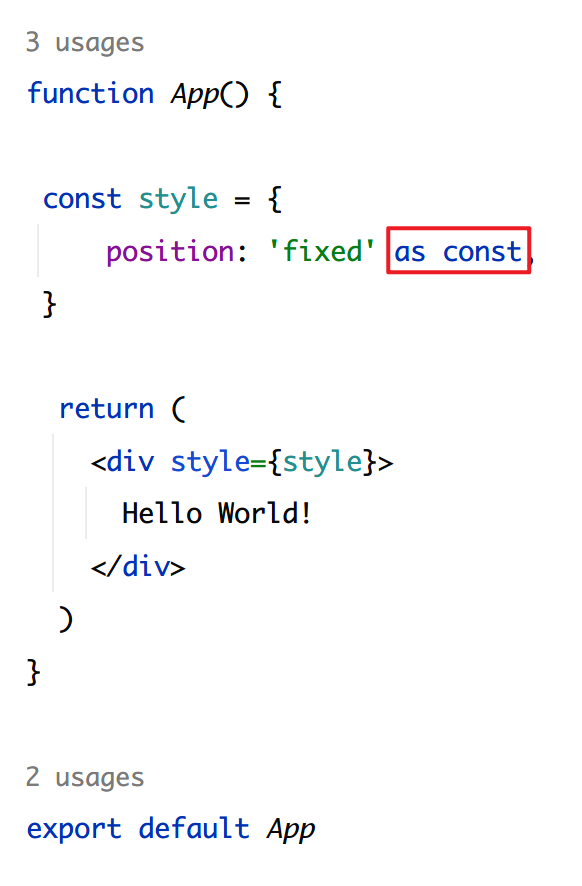 3 usages
function App() {
const style = {
position: 'fixed' as const,
}
return (
<div style={style}>
Hello World!
</div>
)
}
2 usages
export default App